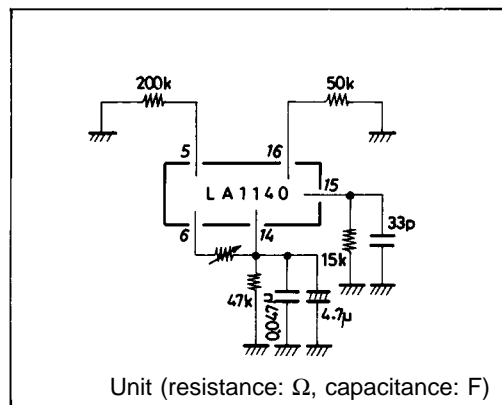 200k
50k
5
16
LA1140
15
6
14
33p
15k
47k
0.047μ
4.7μ
Unit (resistance: Ω, capacitance: F)